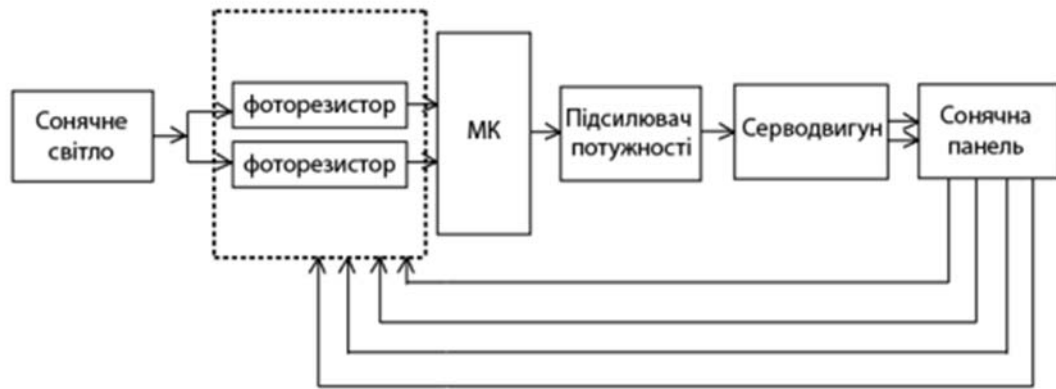 Сонячне
світло
фоторезистор
фоторезистор
МК
Підсилювач
потужності
Серводвигун
Сонячна
панель